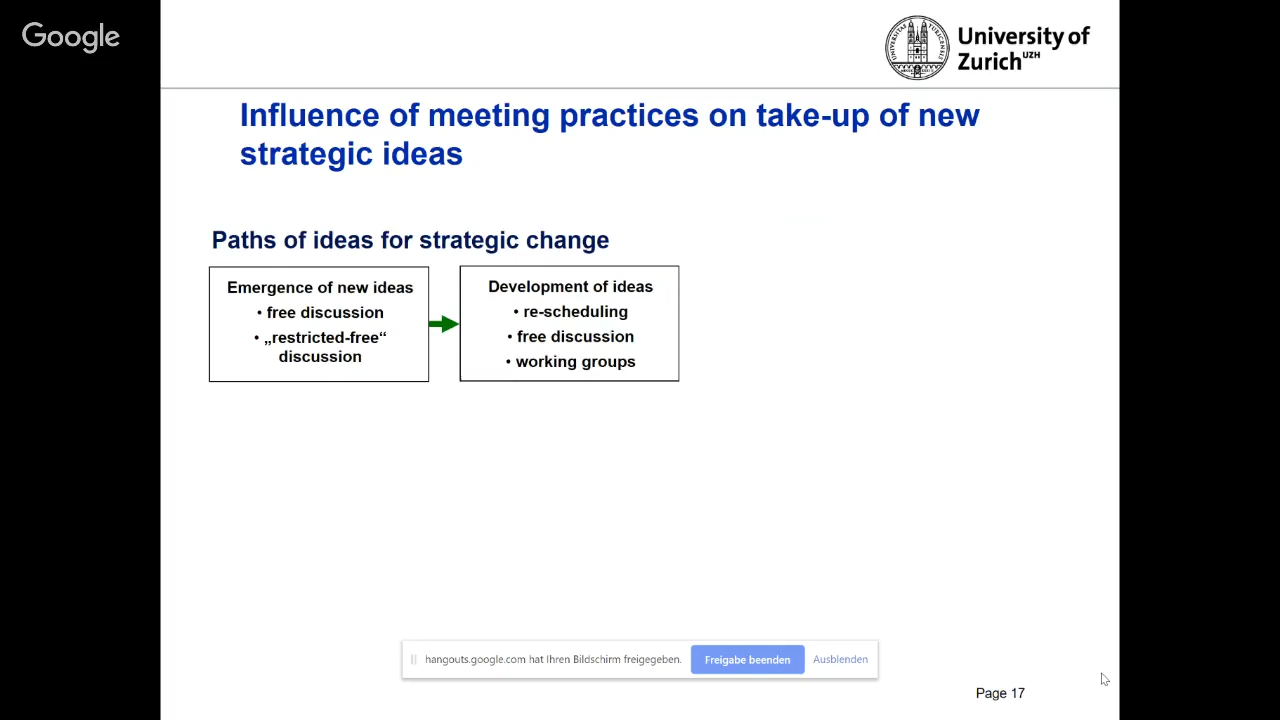 Google
University of
Zurich UZH
Influence of meeting practices on take-up of new
strategic ideas
Paths of ideas for strategic change
Emergence of new ideas
• free discussion
• „restricted-free“
discussion
Development of ideas
• re-scheduling
• free discussion
• working groups
hangouts.google.com hat Ihren Bildschirm freigegeben.
Freigabe beenden
Ausblenden
Page 17